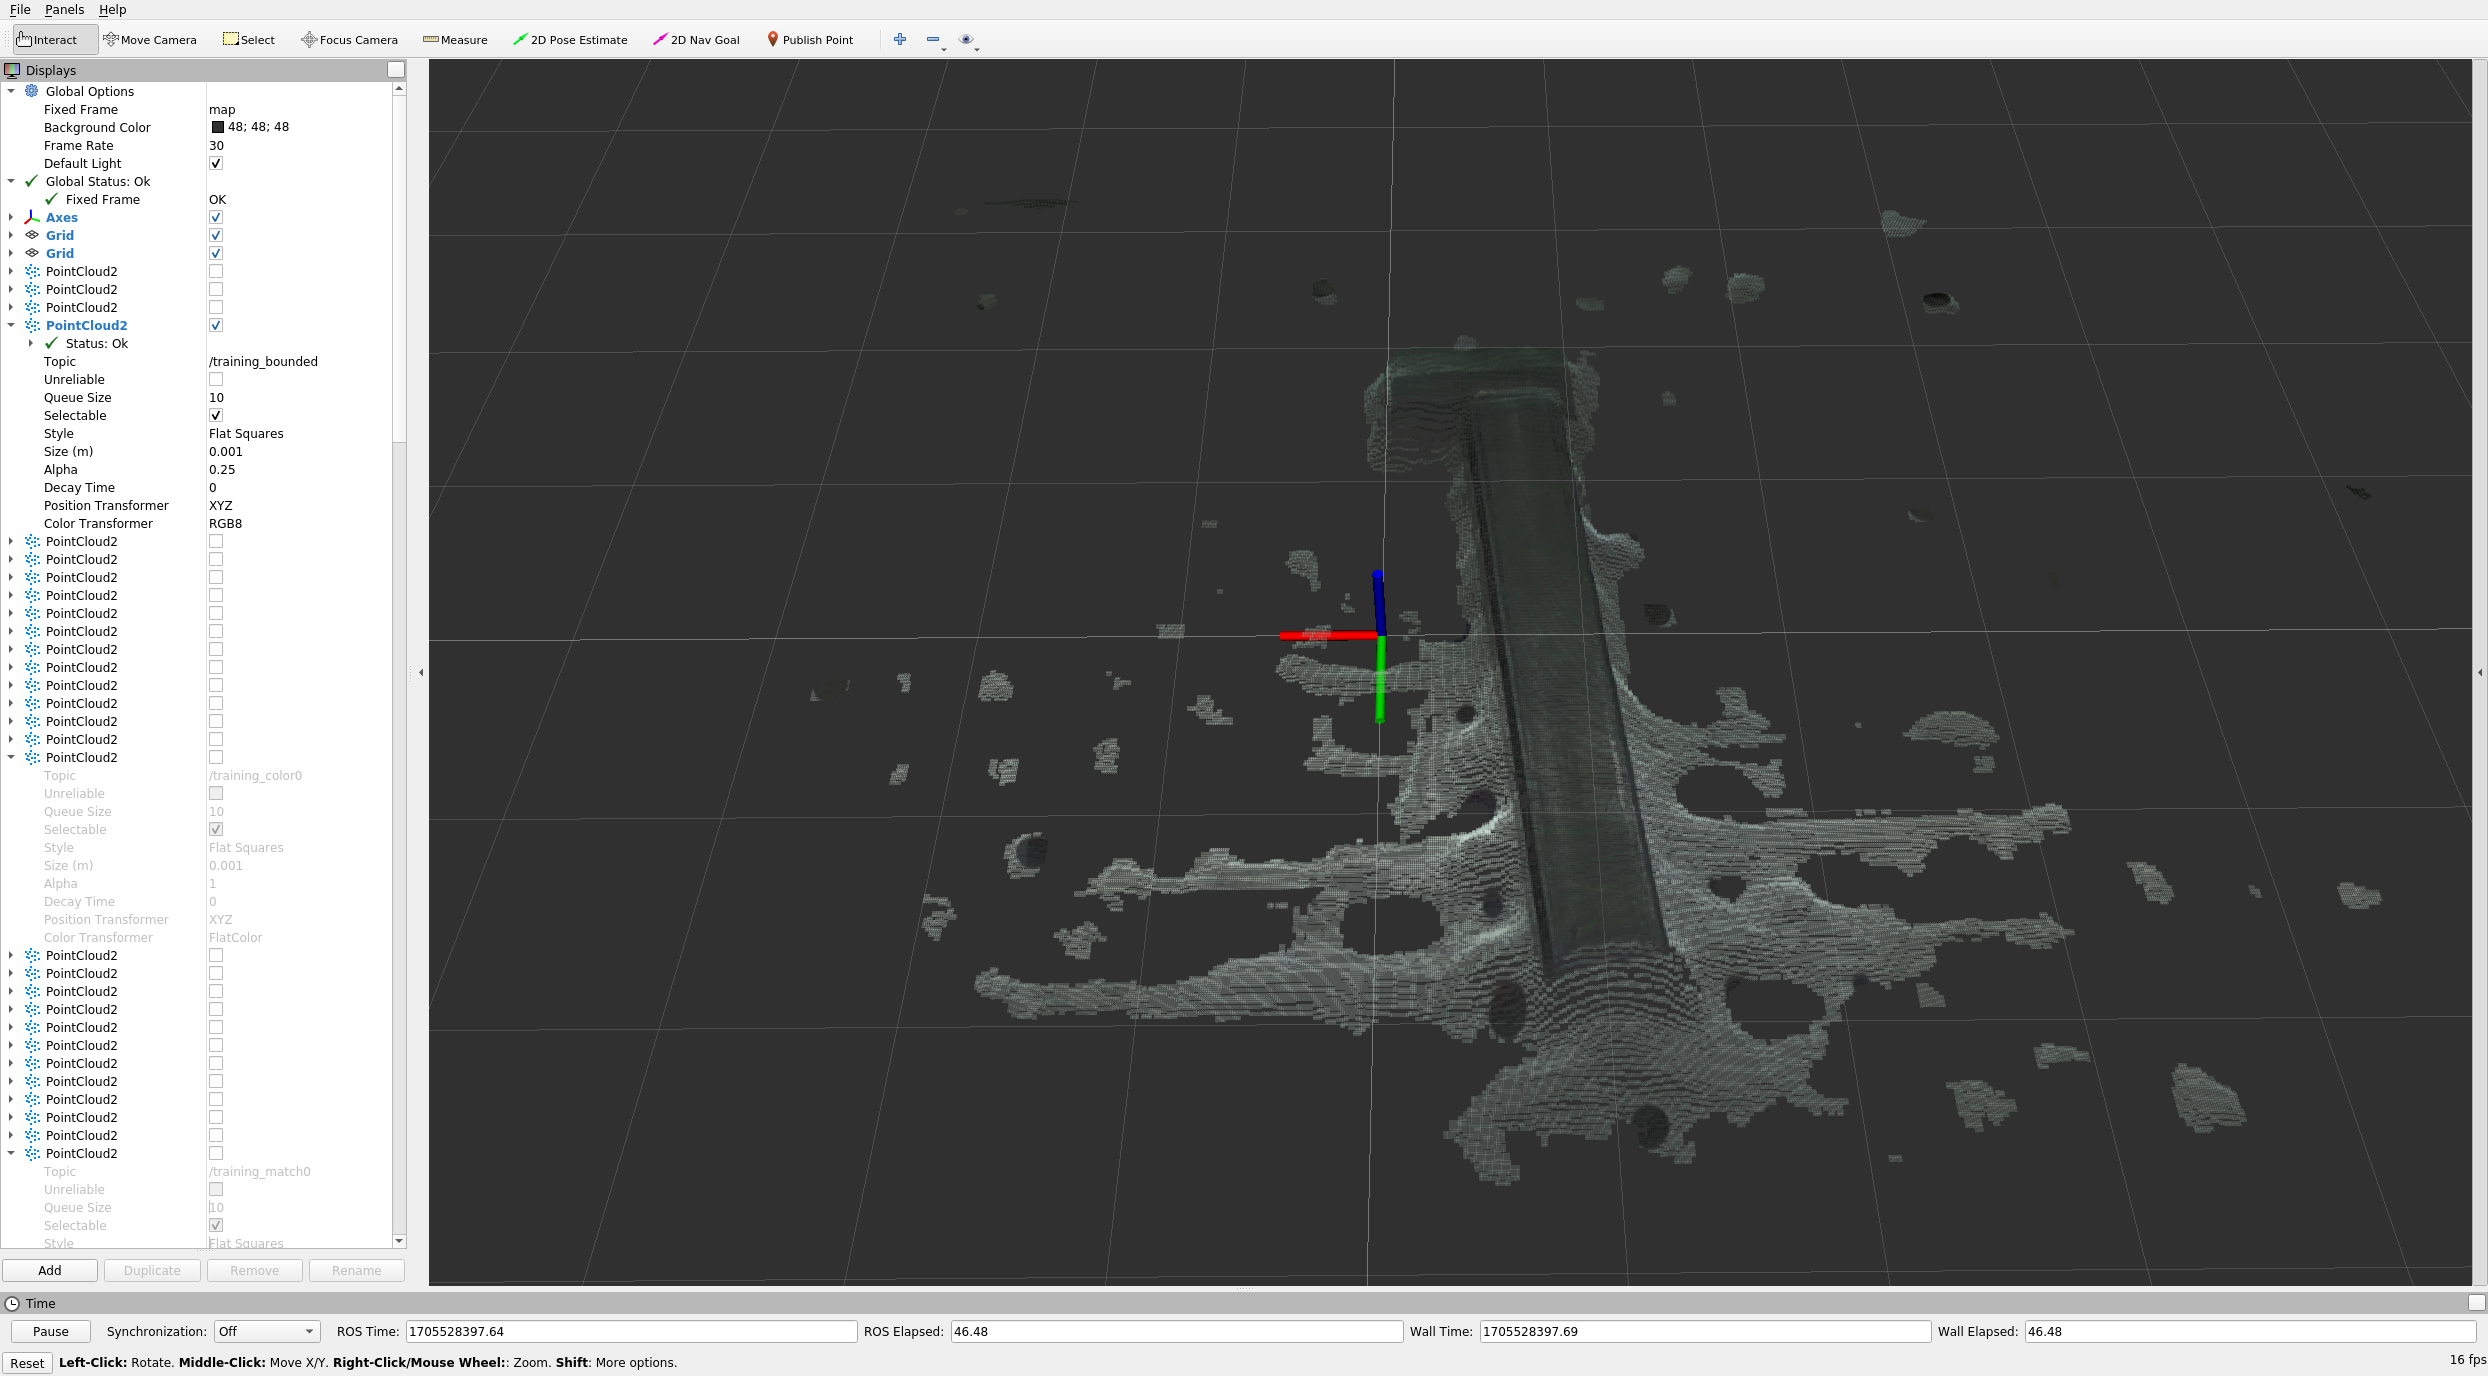 File Panels Help
Interact Move Camera Select Focus Camera Measure 2D Pose Estimate 2D Nav Goal Publish Point
Displays
Global Options
Fixed Frame map
Background Color 48; 48; 48
Frame Rate 30
Default Light
Global Status: Ok
Fixed Frame OK
Axes
Grid
Grid
PointCloud2
PointCloud2
PointCloud2
PointCloud2
Status: Ok
Topic /training_bounded
Unreliable
Queue Size 10
Selectable
Style Flat Squares
Size (m) 0.001
Alpha 0.25
Decay Time 0
Position Transformer XYZ
Color Transformer RGB8
PointCloud2
PointCloud2
PointCloud2
PointCloud2
PointCloud2
PointCloud2
PointCloud2
PointCloud2
PointCloud2
PointCloud2
PointCloud2
PointCloud2
PointCloud2
Topic /training_color0
Unreliable
Queue Size 10
Selectable
Style Flat Squares
Size (m) 0.001
Alpha 1
Decay Time 0
Position Transformer XYZ
Color Transformer FlatColor
PointCloud2
PointCloud2
PointCloud2
PointCloud2
PointCloud2
PointCloud2
PointCloud2
PointCloud2
PointCloud2
PointCloud2
PointCloud2
PointCloud2
Topic /training_match0
Unreliable
Queue Size 10
Selectable
Style Flat Squares
Add Duplicate Remove Rename
Time
Pause Synchronization: Off ROS Time: 1705528397.64 ROS Elapsed: 46.48 Wall Time: 1705528397.69 Wall Elapsed: 46.48
Reset Left-Click: Rotate. Middle-Click: Move X/Y. Right-Click/Mouse Wheel:: Zoom. Shift: More options. 16 fps